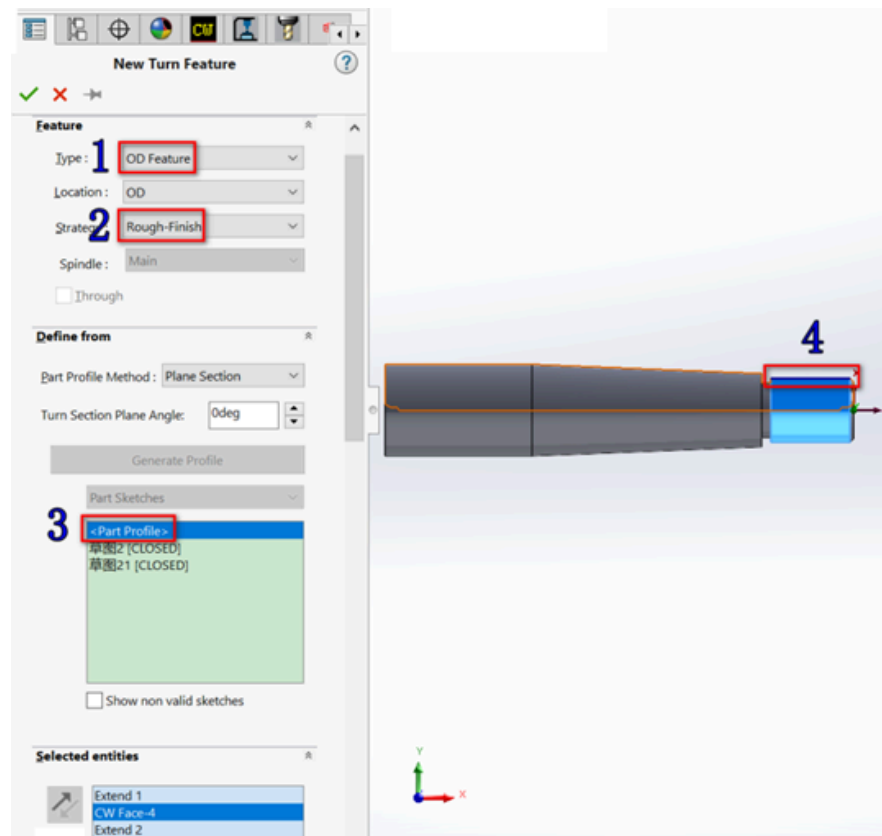 CW
New Turn Feature
?
Feature
Type : 1 OD Feature
Location : OD
Strateg 2 Rough-Finish
Spindle : Main
Through
Define from
Part Profile Method : Plane Section
Turn Section Plane Angle: 0deg
Generate Profile
Part Sketches
3 <Part Profile>
草图2 [CLOSED]
草图21 [CLOSED]
Show non valid sketches
Selected entities
Extend 1
CW Face-4
Extend 2
4
Y
X